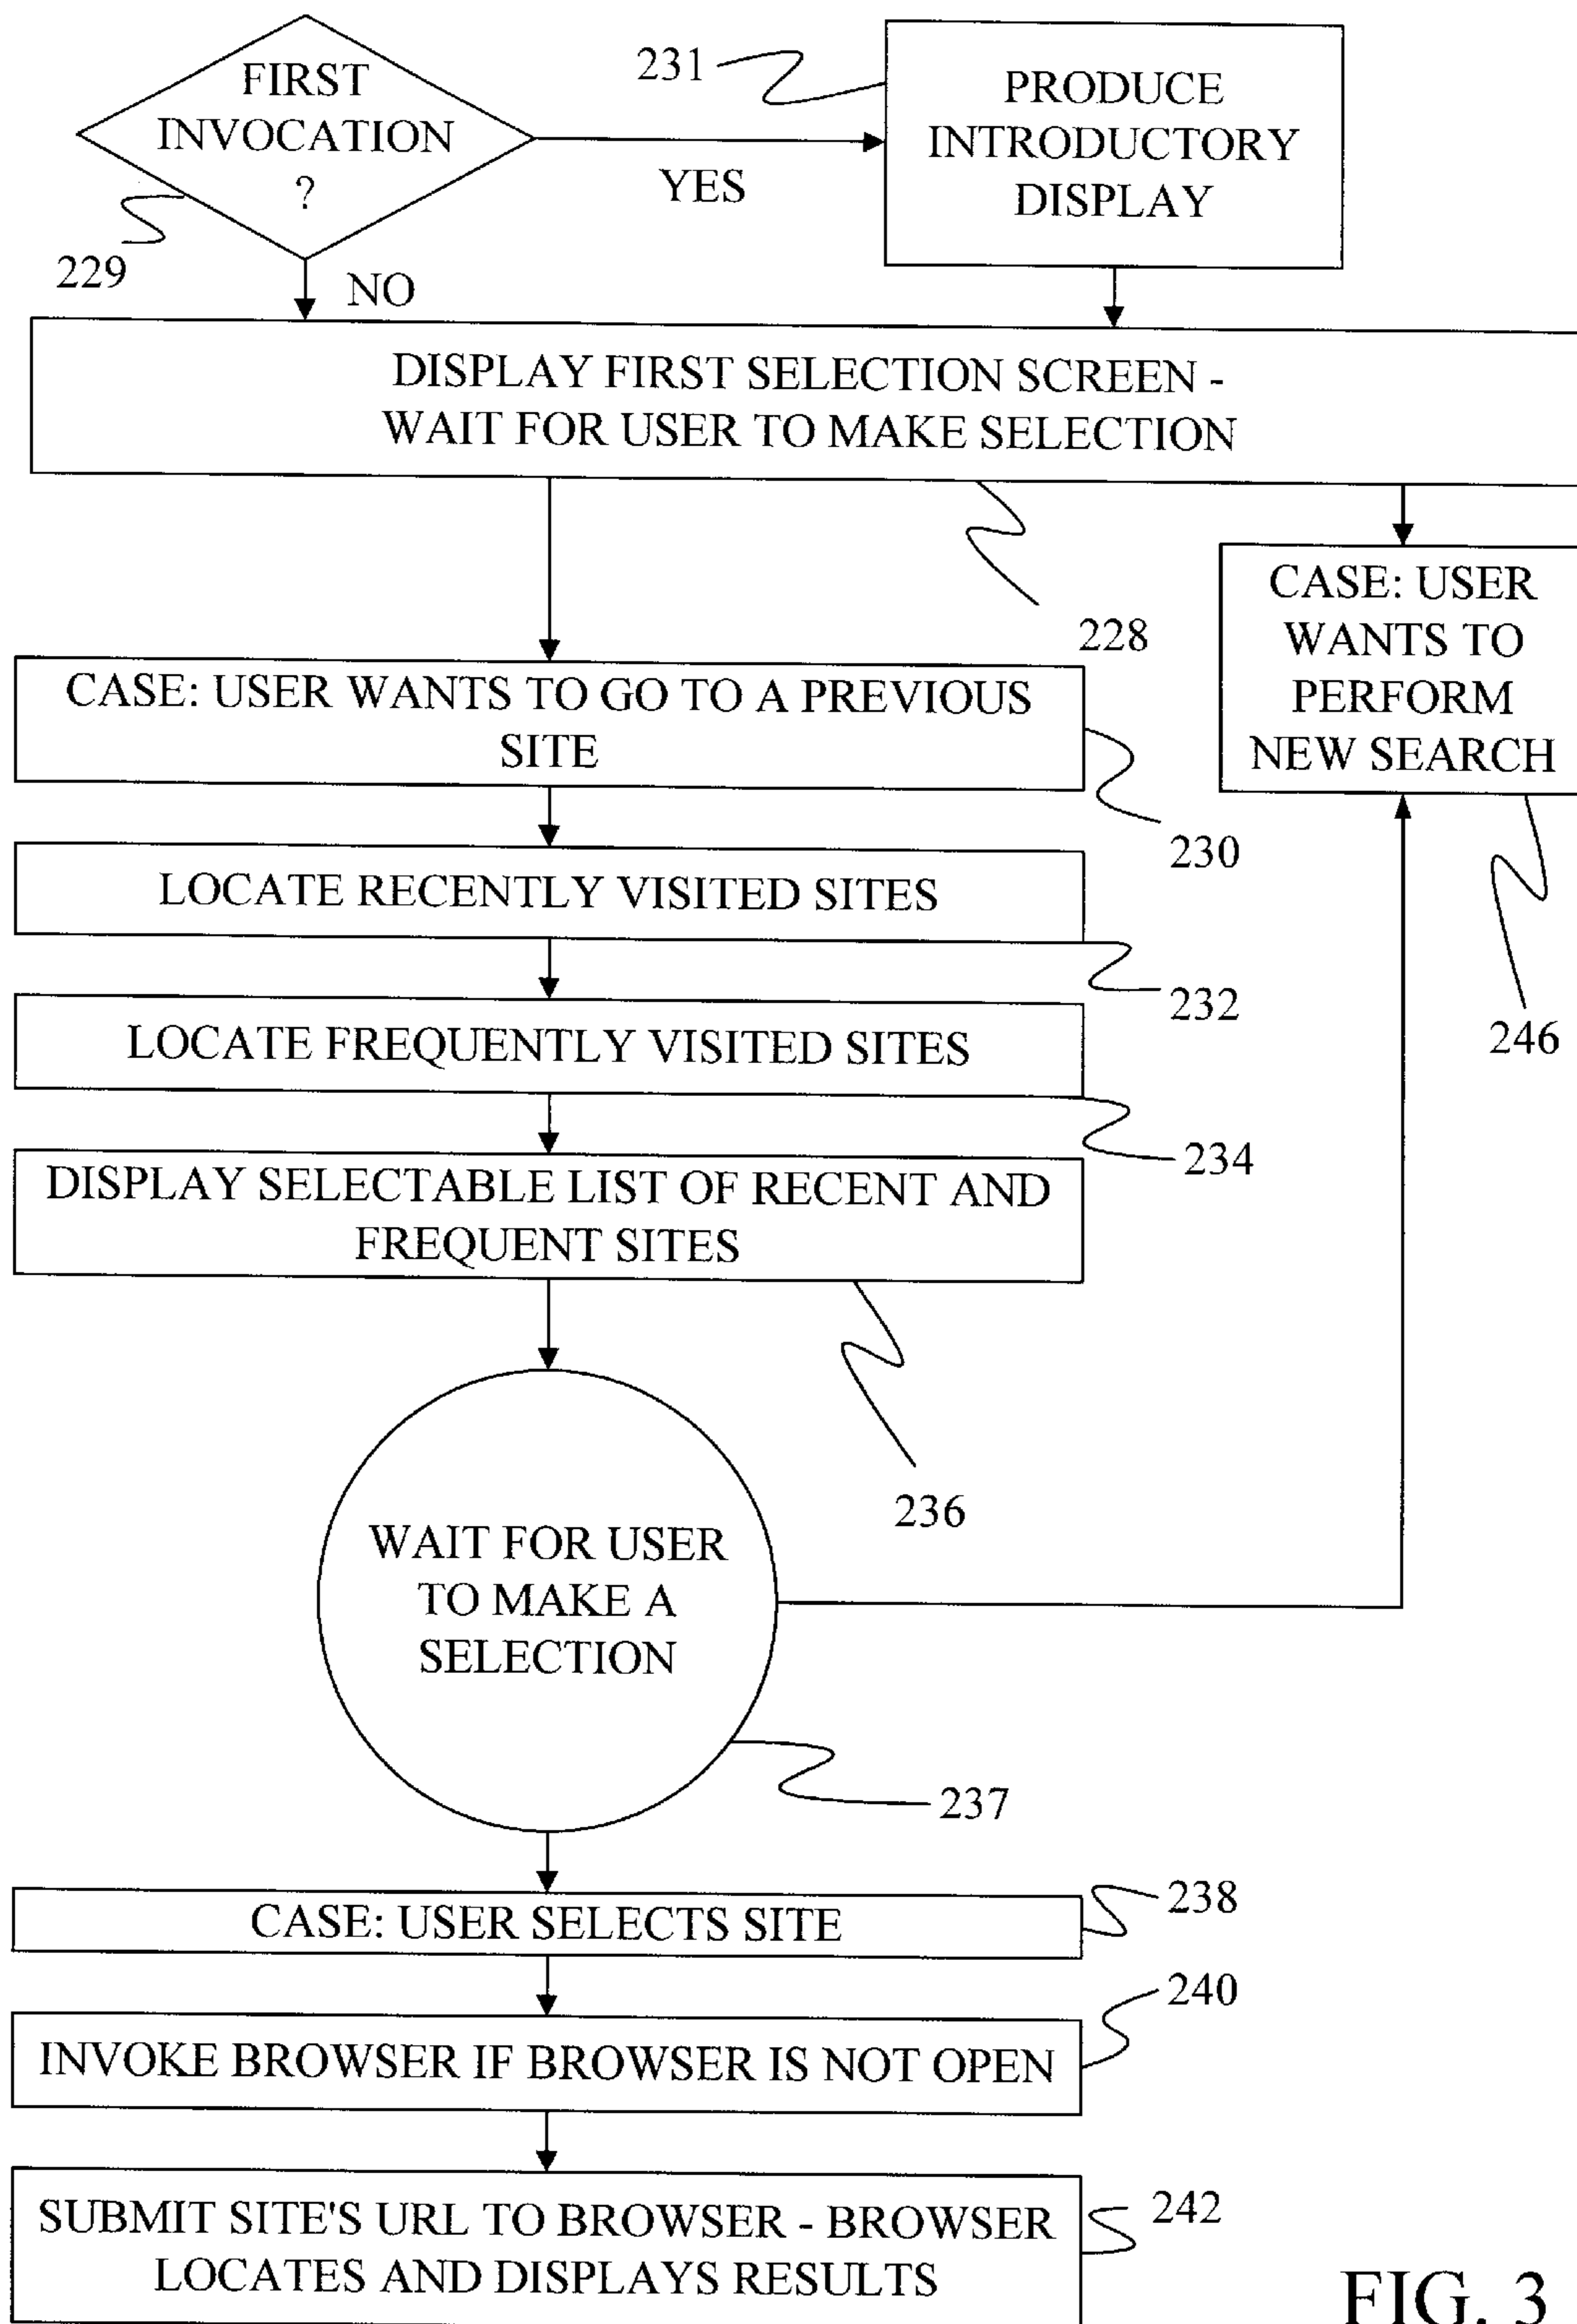 FIRST
INVOCATION
?
229
YES
NO
231
PRODUCE
INTRODUCTORY
DISPLAY
DISPLAY FIRST SELECTION SCREEN -
WAIT FOR USER TO MAKE SELECTION
228
CASE: USER
WANTS TO
PERFORM
NEW SEARCH
246
CASE: USER WANTS TO GO TO A PREVIOUS
SITE
230
LOCATE RECENTLY VISITED SITES
232
LOCATE FREQUENTLY VISITED SITES
234
DISPLAY SELECTABLE LIST OF RECENT AND
FREQUENT SITES
236
WAIT FOR USER
TO MAKE A
SELECTION
237
CASE: USER SELECTS SITE
238
INVOKE BROWSER IF BROWSER IS NOT OPEN
240
SUBMIT SITE'S URL TO BROWSER - BROWSER
LOCATES AND DISPLAYS RESULTS
242
FIG. 3